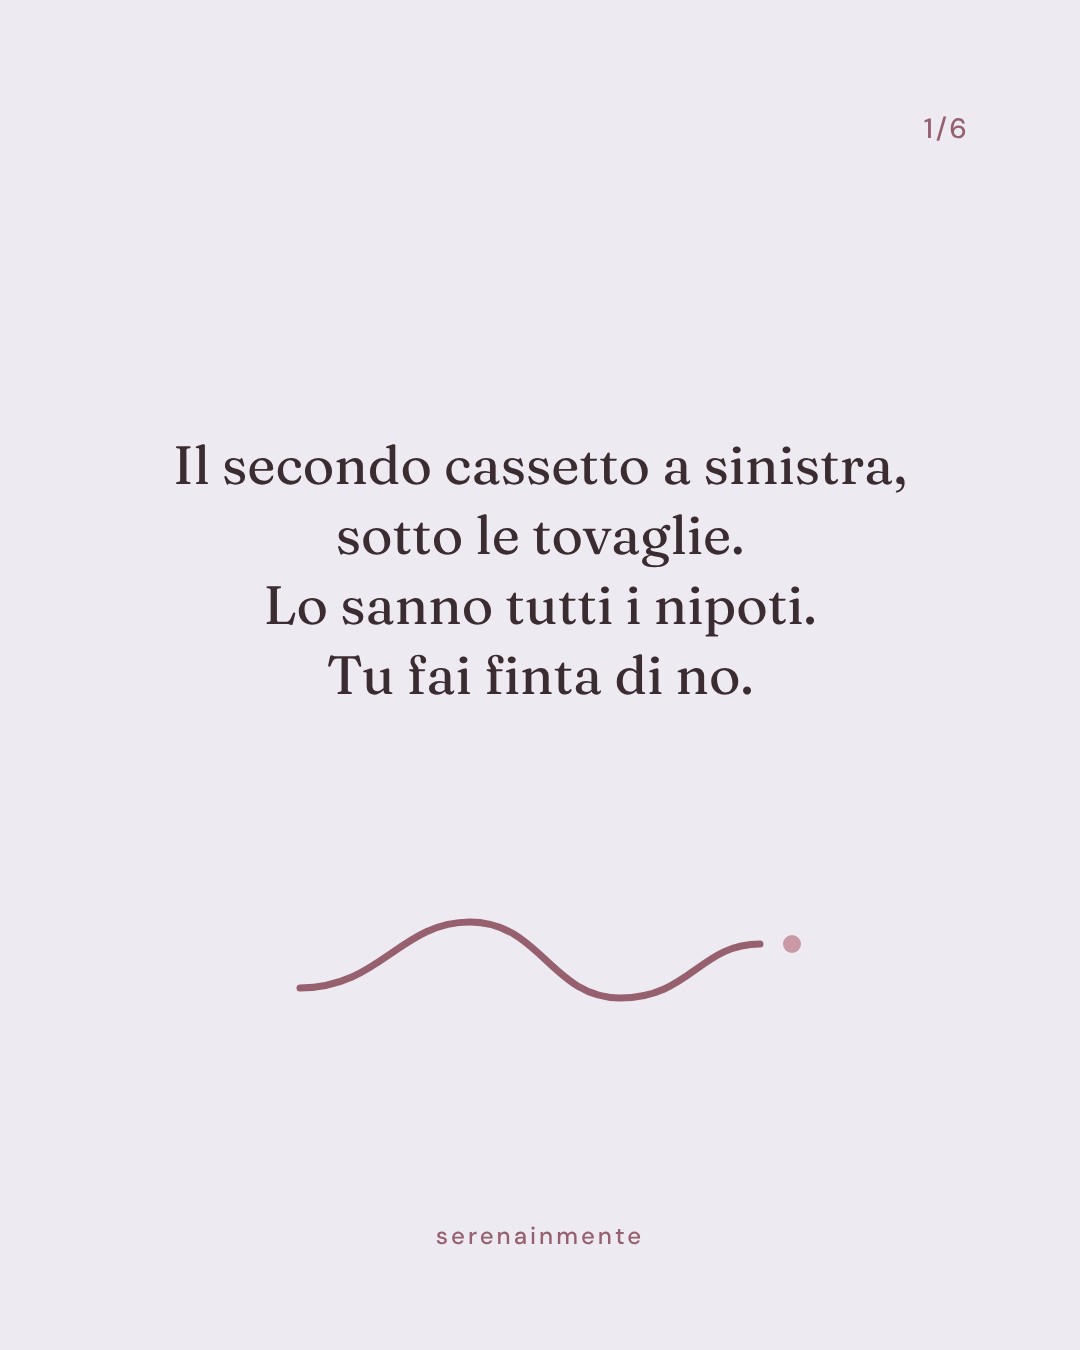 1/6
Il secondo cassetto a sinistra,
sotto le tovaglie.
Lo sanno tutti i nipoti.
Tu fai finta di no.
serenainmente